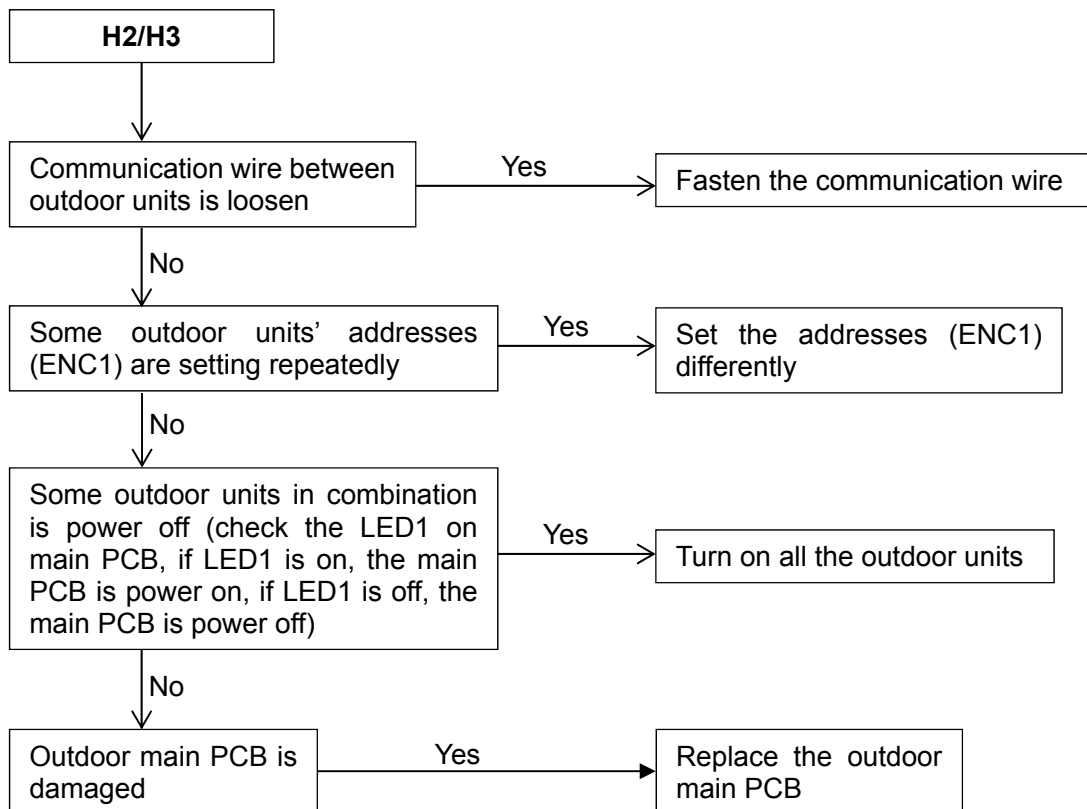 H2/H3
Communication wire between
outdoor units is loosen
Yes
Fasten the communication wire
No
Some outdoor units' addresses
(ENC1) are setting repeatedly
Yes
Set the addresses (ENC1)
differently
No
Some outdoor units in combination
is power off (check the LED1 on
main PCB, if LED1 is on, the main
PCB is power on, if LED1 is off, the
main PCB is power off)
Yes
Turn on all the outdoor units
No
Outdoor main PCB is
damaged
Yes
Replace the outdoor
main PCB